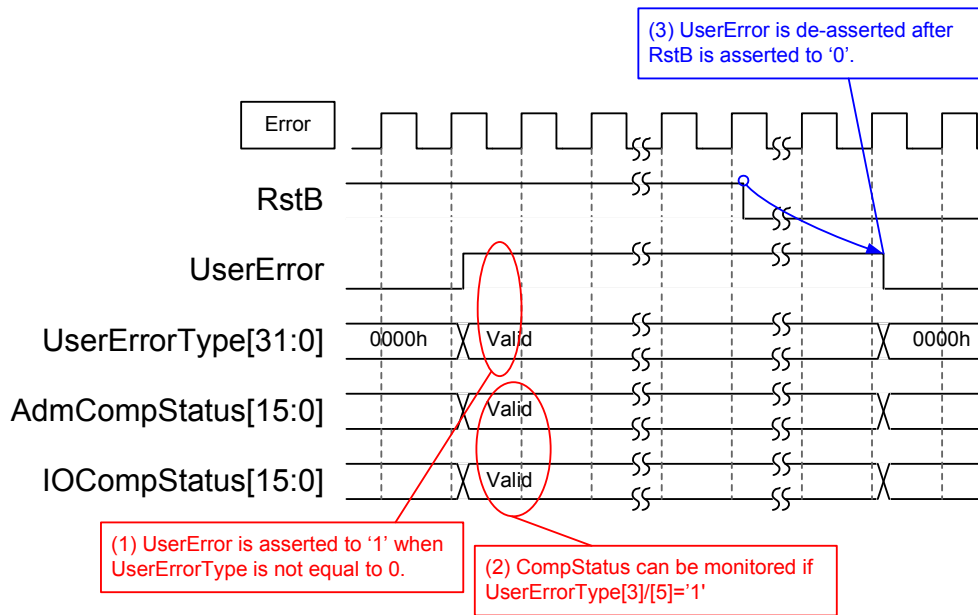 (3) UserError is de-asserted after
RstB is asserted to ‘0’.
Error
RstB
UserError
UserErrorType[31:0]
0000h
Valid
0000h
AdmCompStatus[15:0]
Valid
IOCompStatus[15:0]
Valid
(1) UserError is asserted to ‘1’ when
UserErrorType is not equal to 0.
(2) CompStatus can be monitored if
UserErrorType[3]/[5]=’1'